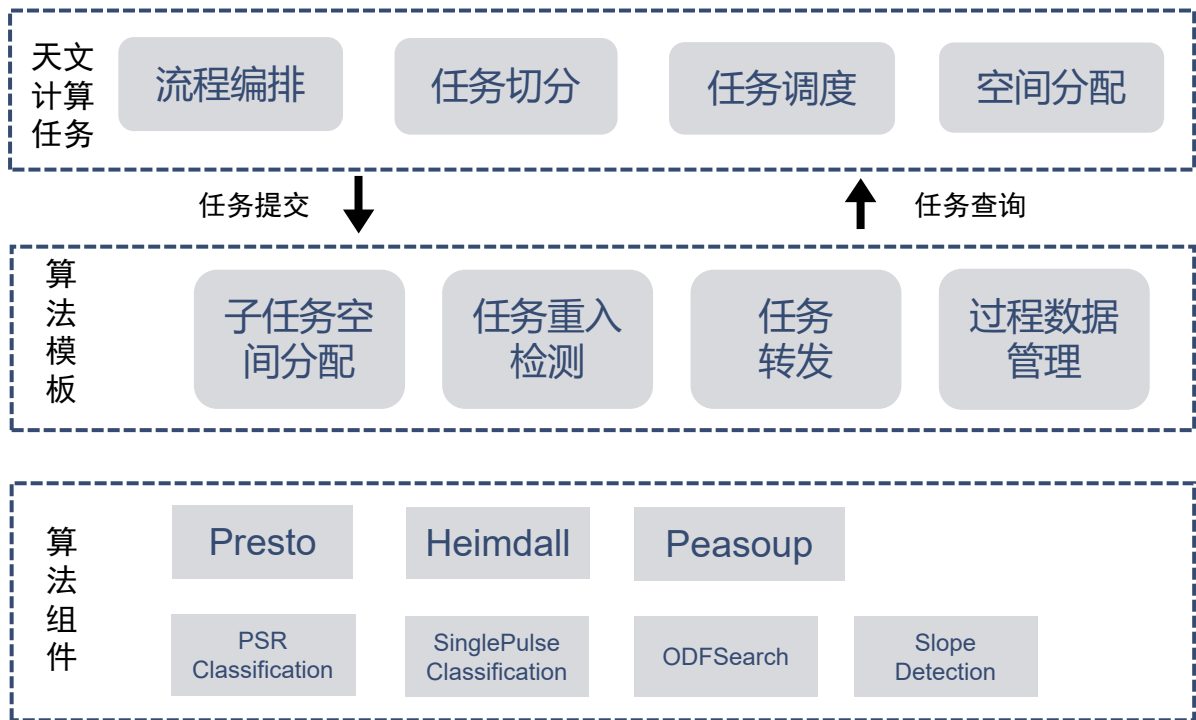 天文
计算
任务
流程编排
任务切分
任务调度
空间分配
任务提交
任务查询
算
法
模
板
子任务空
间分配
任务重入
检测
任务
转发
过程数据
管理
算
法
组
件
Presto
Heimdall
Peasoup
PSR
Classification
SinglePulse
Classification
ODFSearch
Slope
Detection